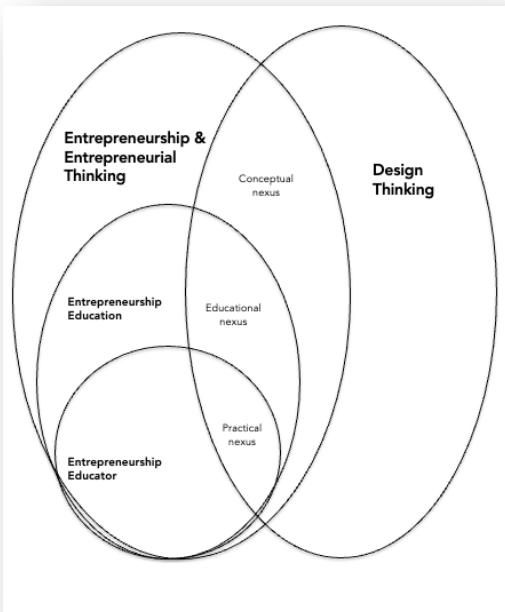 Entrepreneurship &
Entrepreneurial
Thinking
Conceptual
nexus
Design
Thinking
Entrepreneurship
Education
Educational
nexus
Practical
nexus
Entrepreneurship
Educator